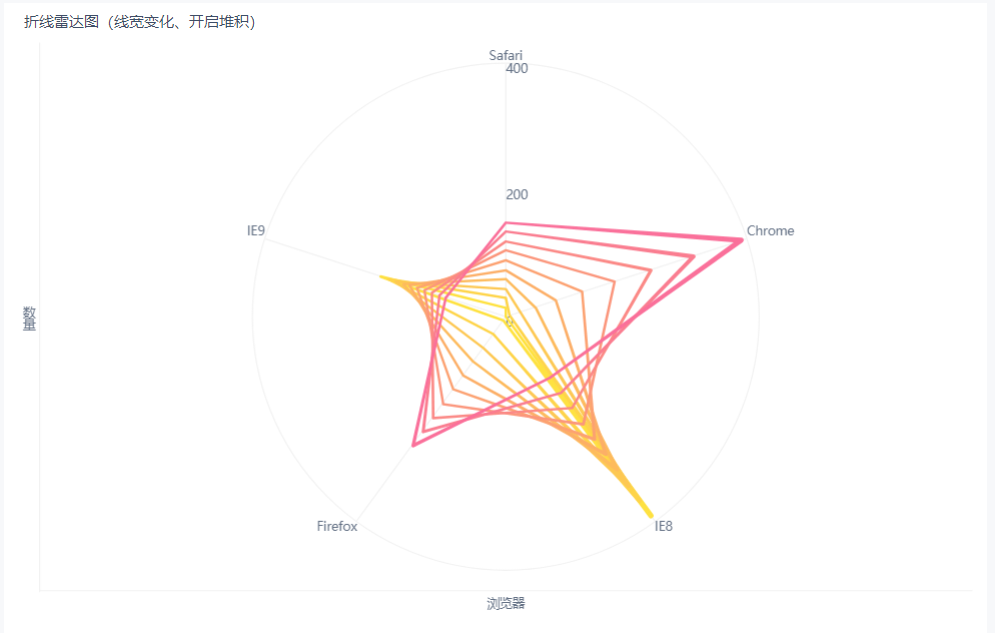 折线雷达图（线宽变化、开启堆积）
Safari
400
200
IE9
Chrome
数量
0
Firefox
IE8
浏览器